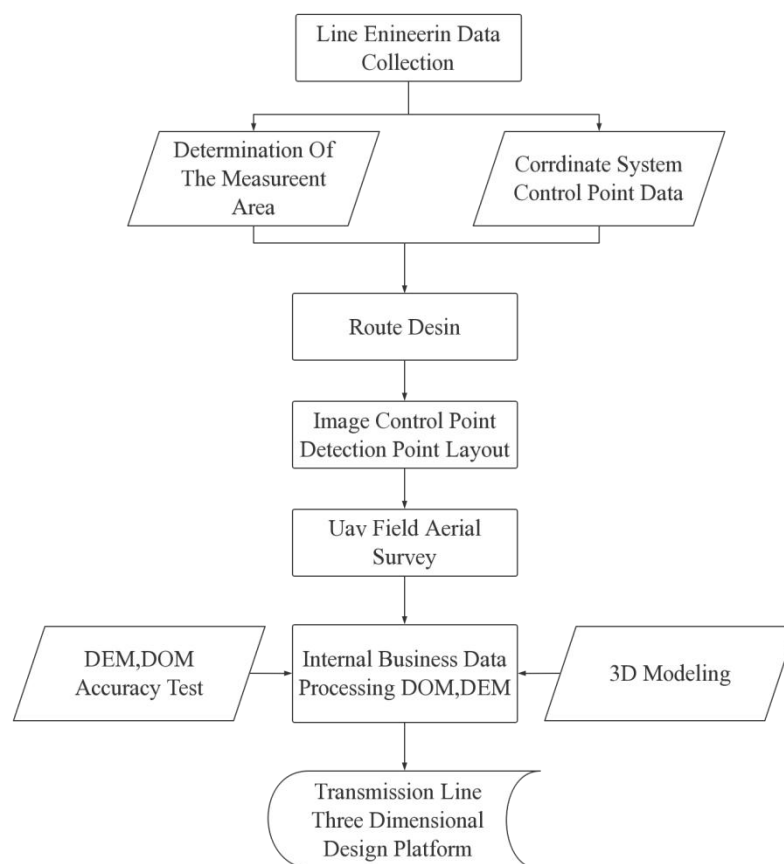 Line Enineerin Data
Collection
Determination Of
The Measureent
Area
Corrdinate System
Control Point Data
Route Desin
Image Control Point
Detection Point Layout
Uav Field Aerial
Survey
DEM,DOM
Accuracy Test
Internal Business Data
Processing DOM,DEM
3D Modeling
Transmission Line
Three Dimensional
Design Platform